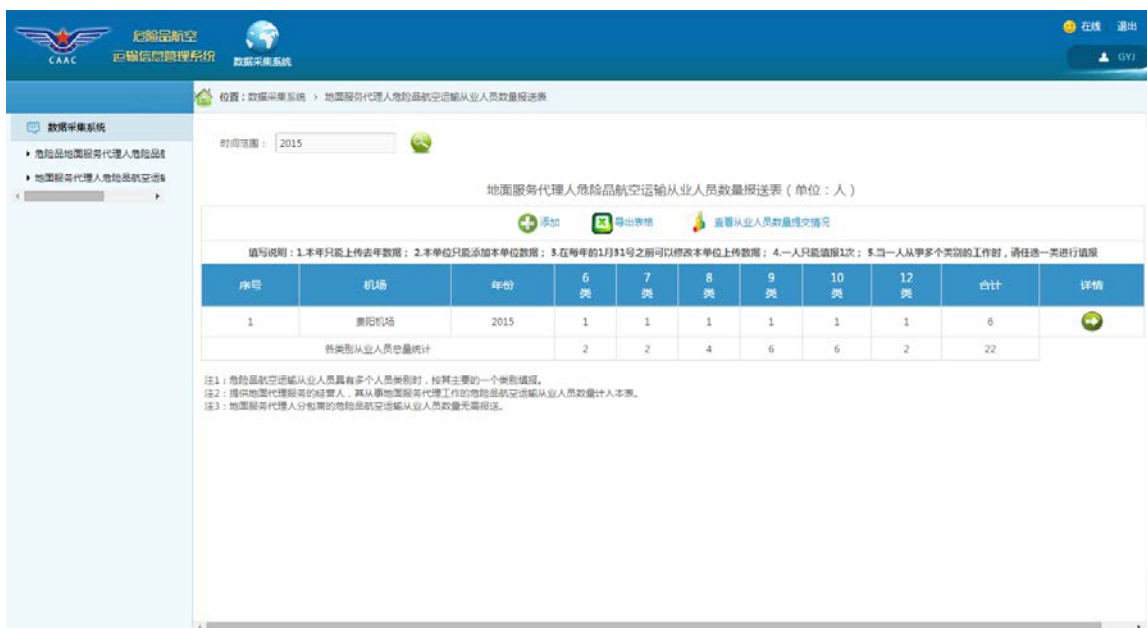 危险品航空
运输信息管理系统
CAAC
数据采集系统
在线 退出
GYJ
位置：数据采集系统 > 地面服务代理人危险品航空运输从业人员数量报送表
数据采集系统
危险品地面服务代理人危险品
地面服务代理人危险品航空运输
时间范围： 2015
地面服务代理人危险品航空运输从业人员数量报送表（单位：人）
添加 导出表格 查看从业人员数量提交情况
填写说明：1.本年只能上传去年数据； 2.本单位只能添加本单位数据； 3.在每年的1月31号之前可以修改本单位上传数据； 4.一人只能填报1次； 5.当一人从事多个类别的工作时，请任选一类进行填报
序号 机场 年份 6类 7类 8类 9类 10类 12类 合计 详情
1 贵阳机场 2015 1 1 1 1 1 1 6
各类别从业人员总量统计 2 2 4 6 6 2 22
注1：危险品航空运输从业人员具有多个人员类别时，按其主要的一个类别填报。
注2：提供地面代理服务的经营人，其从事地面服务代理工作的危险品航空运输从业人员数量计入本表。
注3：地面服务代理人分包商的危险品航空运输从业人员数量无需报送。